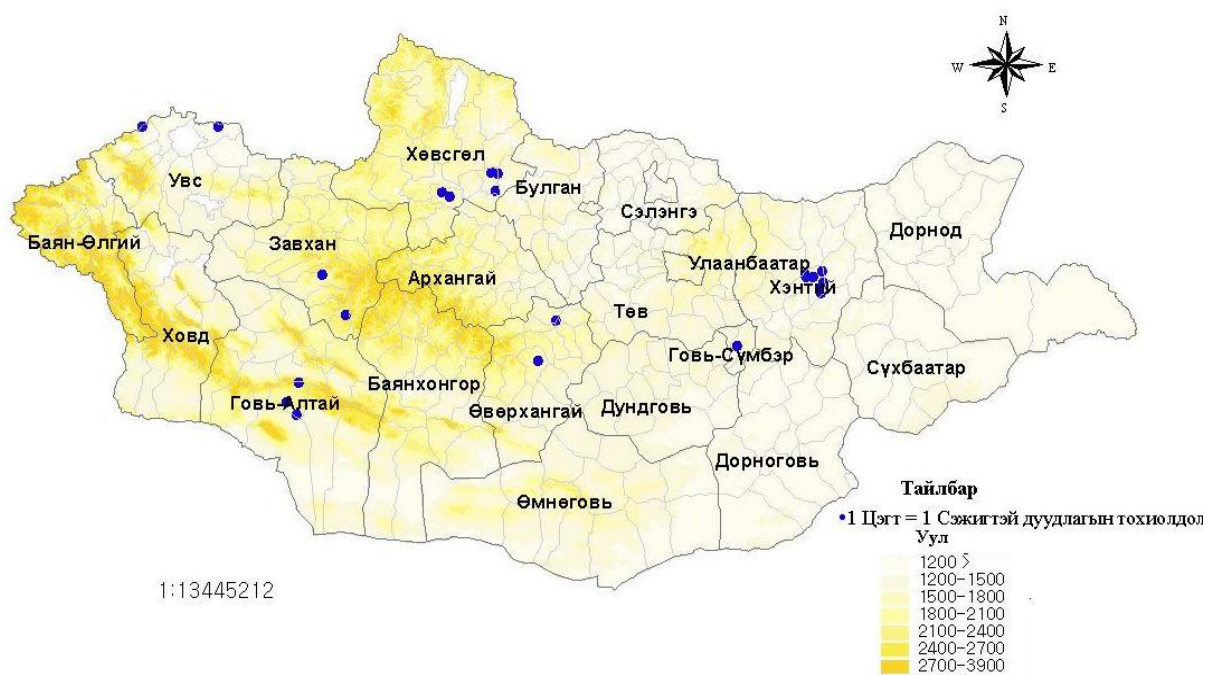 N
W E
S
Хөвсгөл
Увс
Булган
Сэлэнгэ
Дорнод
Баян-Өлгий
Завхан
Архангай
Улаанбаатар
Хэнтий
Төв
Ховд
Говь-Сүмбэр
Сүхбаатар
Баянхонгор
Говь-Алтай
Өвөрхангай
Дундговь
Дорноговь
Өмнөговь
Тайлбар
1 Цэгт = 1 Сэжигтэй дуудлагын тохиолдол
Уул
1200 >
1200-1500
1500-1800
1800-2100
2100-2400
2400-2700
2700-3900
1:13445212